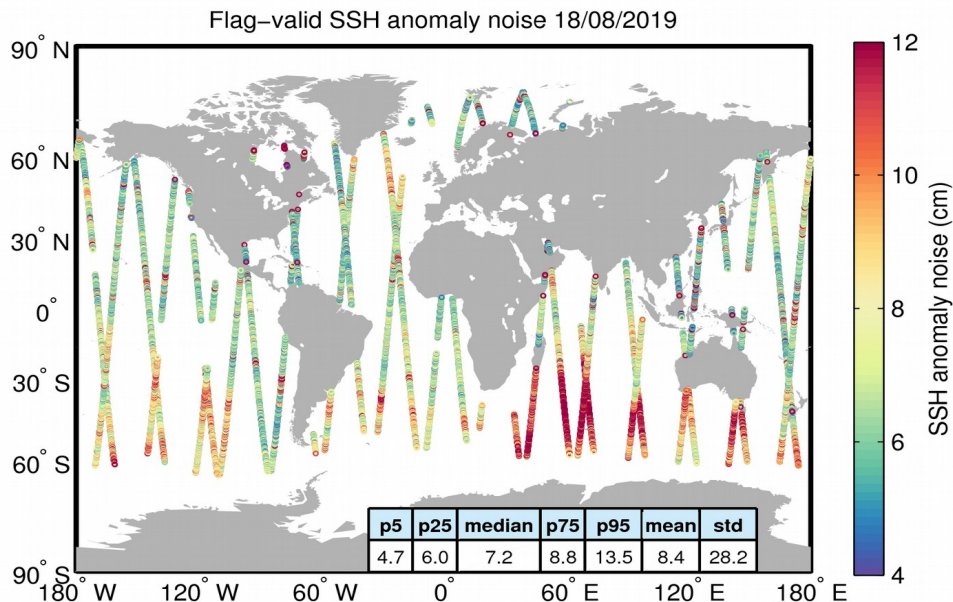 Flag−valid SSH anomaly noise 18/08/2019
90° N
60° N
30° N
0°
30° S
60° S
90° S
180° W
120° W
60° W
0°
60° E
120° E
180° E
p5 p25 median p75 p95 mean std
4.7 6.0 7.2 8.8 13.5 8.4 28.2
12
10
8
6
4
SSH anomaly noise (cm)